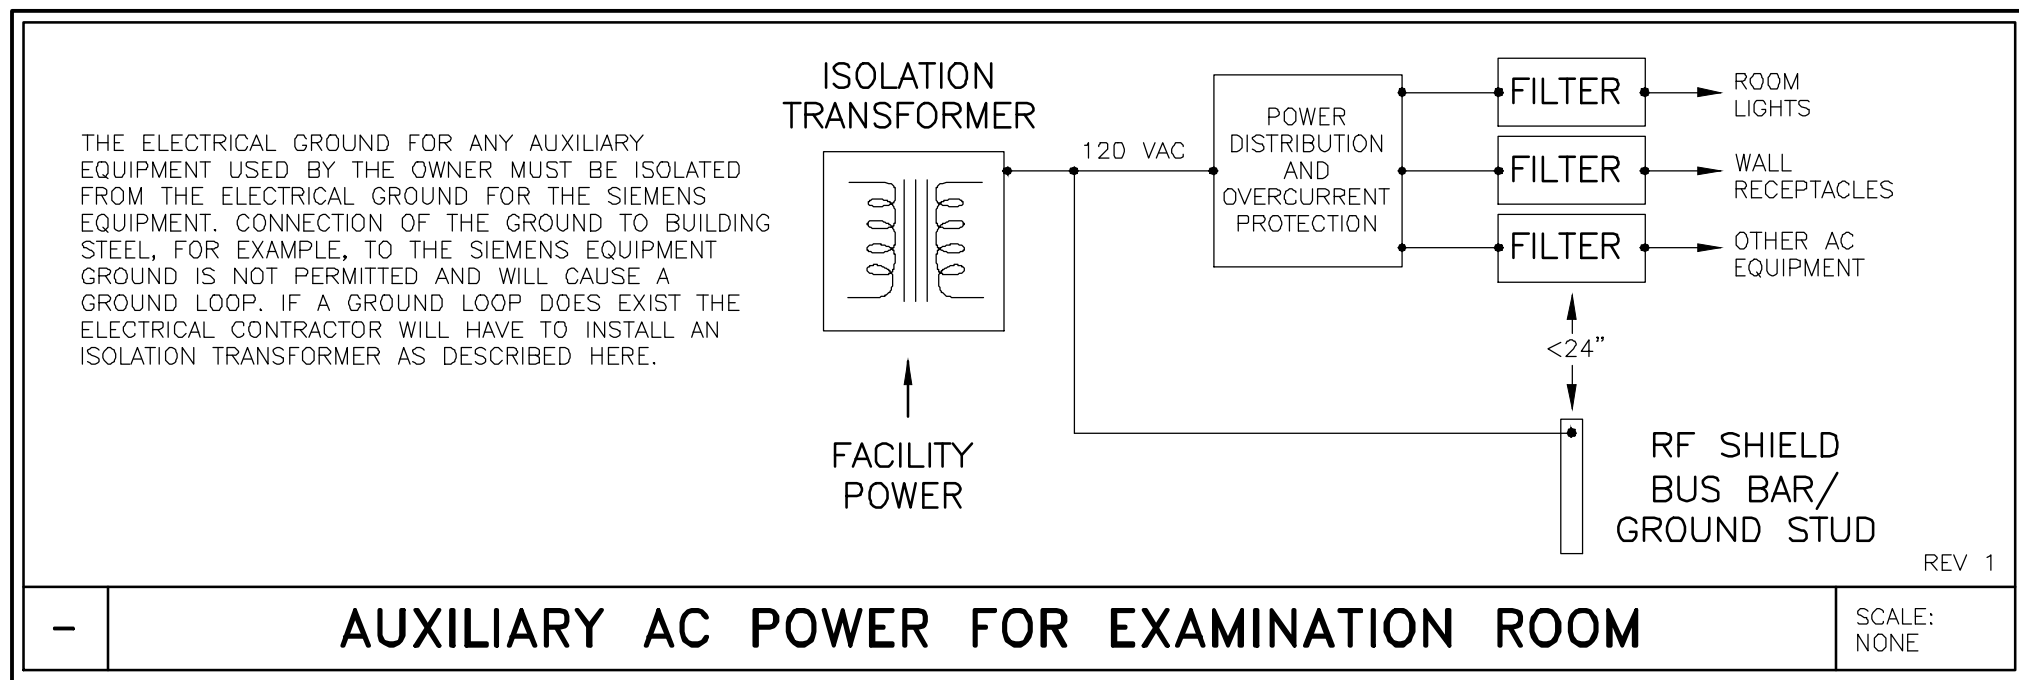 THE ELECTRICAL GROUND FOR ANY AUXILIARY
EQUIPMENT USED BY THE OWNER MUST BE ISOLATED
FROM THE ELECTRICAL GROUND FOR THE SIEMENS
EQUIPMENT. CONNECTION OF THE GROUND TO BUILDING
STEEL, FOR EXAMPLE, TO THE SIEMENS EQUIPMENT
GROUND IS NOT PERMITTED AND WILL CAUSE A
GROUND LOOP. IF A GROUND LOOP DOES EXIST THE
ELECTRICAL CONTRACTOR WILL HAVE TO INSTALL AN
ISOLATION TRANSFORMER AS DESCRIBED HERE.
ISOLATION
TRANSFORMER
FACILITY
POWER
120 VAC
POWER
DISTRIBUTION
AND
OVERCURRENT
PROTECTION
FILTER
ROOM
LIGHTS
FILTER
WALL
RECEPTACLES
FILTER
OTHER AC
EQUIPMENT
<24"
RF SHIELD
BUS BAR/
GROUND STUD
REV 1
-
AUXILIARY AC POWER FOR EXAMINATION ROOM
SCALE:
NONE